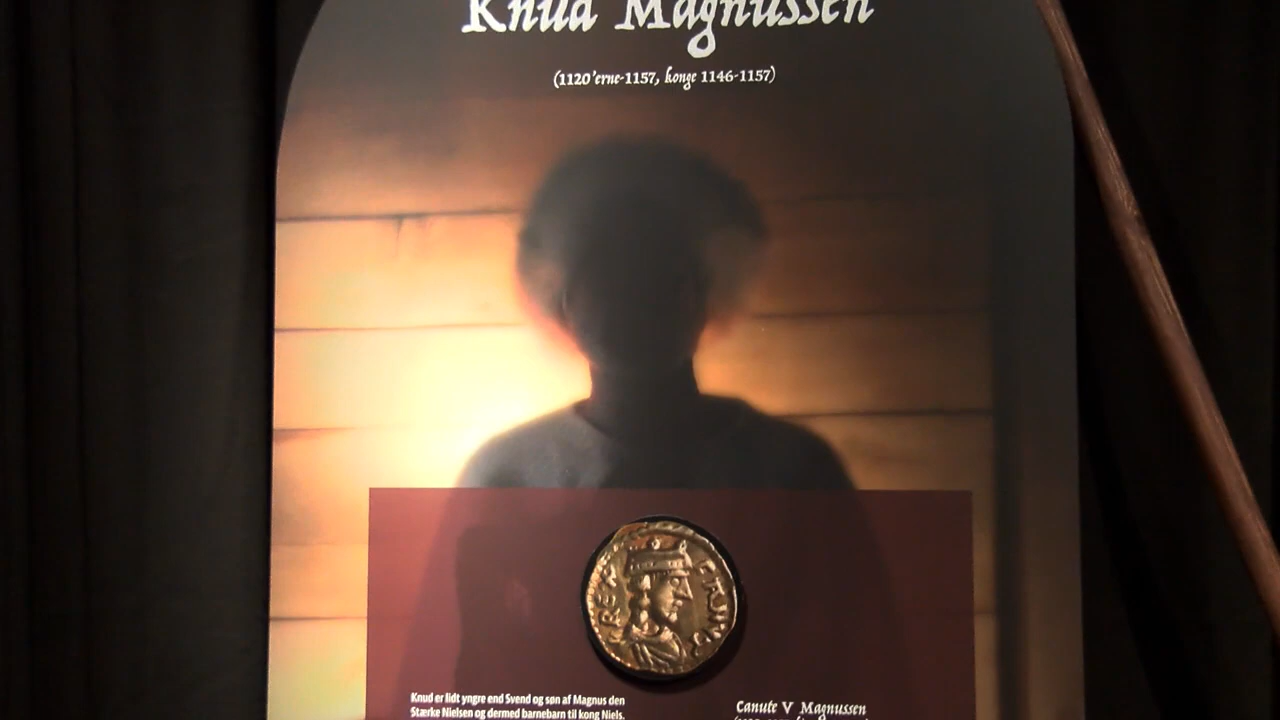 Knud Magnussen
(1120'erne-1157, konge 1146-1157)
REX
Knud er lidt yngre end Svend og søn af Magnus den
Stærke Nielsen og dermed barnebarn til kong Niels.
Canute V Magnussen